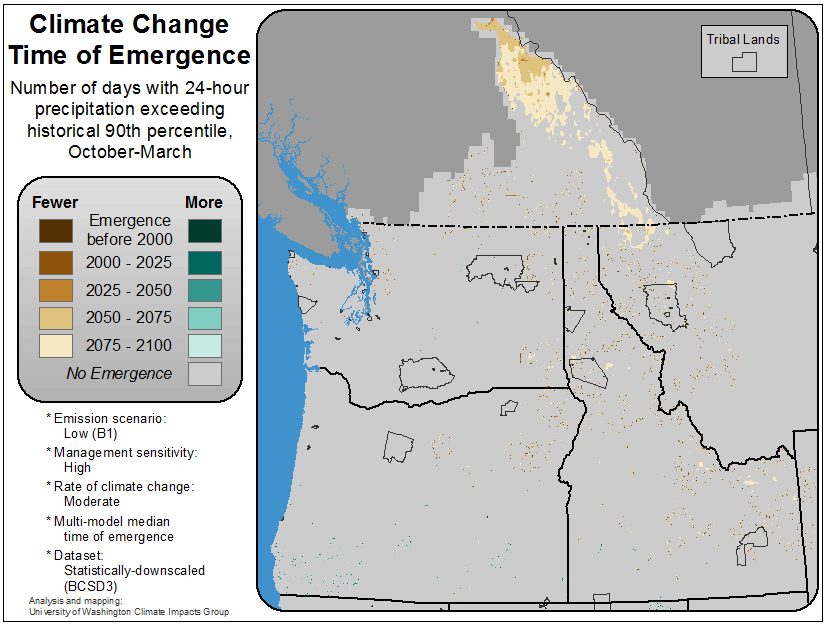 Climate Change
Time of Emergence
Number of days with 24-hour
precipitation exceeding
historical 90th percentile,
October-March
Fewer More
Emergence
before 2000
2000 - 2025
2025 - 2050
2050 - 2075
2075 - 2100
No Emergence
* Emission scenario:
Low (B1)
* Management sensitivity:
High
* Rate of climate change:
Moderate
* Multi-model median
time of emergence
* Dataset:
Statistically-downscaled
(BCSD3)
Analysis and mapping:
University of Washington Climate Impacts Group
Tribal Lands